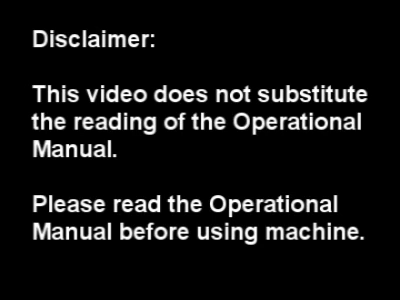 Disclaimer:
This video does not substitute
the reading of the Operational
Manual.
Please read the Operational
Manual before using machine.